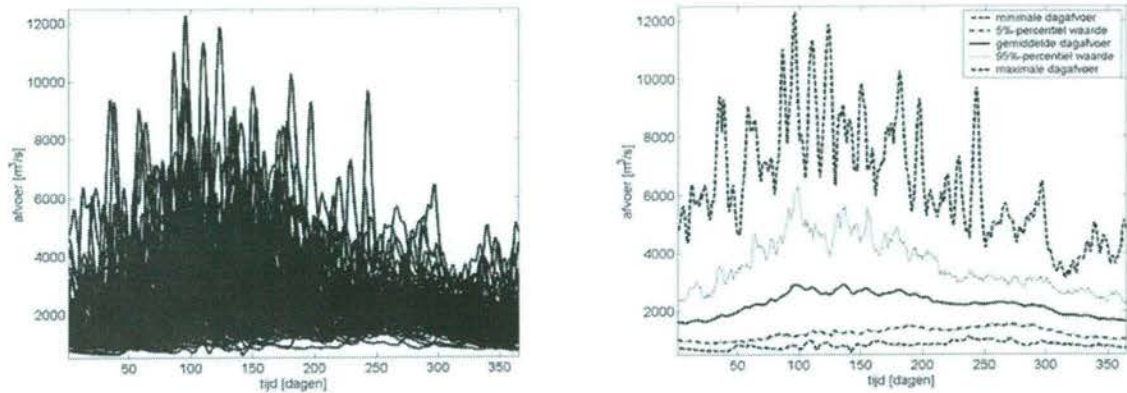 12000
10000
8000
6000
4000
2000
afvoer [m³/s]
50 100 150 200 250 300 350
tijd [dagen]
12000
10000
8000
6000
4000
2000
afvoer [m³/s]
minimale dagafvoer
5%-percentiel waarde
gemiddelde dagafvoer
95%-percentiel waarde
maximale dagafvoer
50 100 150 200 250 300 350
tijd [dagen]